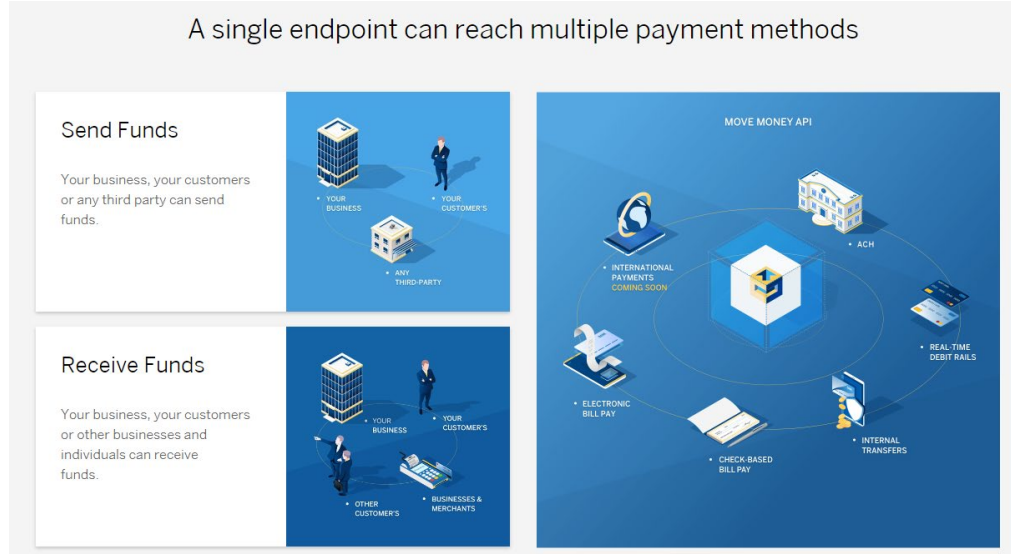 A single endpoint can reach multiple payment methods
Send Funds
Your business, your customers
or any third party can send
funds.
• YOUR
BUSINESS
• YOUR
CUSTOMER'S
• ANY
THIRD-PARTY
Receive Funds
Your business, your customers
or other businesses and
individuals can receive
funds.
• YOUR
BUSINESS
• YOUR
CUSTOMER'S
• OTHER
CUSTOMER'S
• BUSINESSES &
MERCHANTS
MOVE MONEY API
• ACH
• INTERNATIONAL
PAYMENTS
COMING SOON
• REAL-TIME
DEBIT RAILS
• ELECTRONIC
BILL PAY
• INTERNAL
TRANSFERS
• CHECK-BASED
BILL PAY